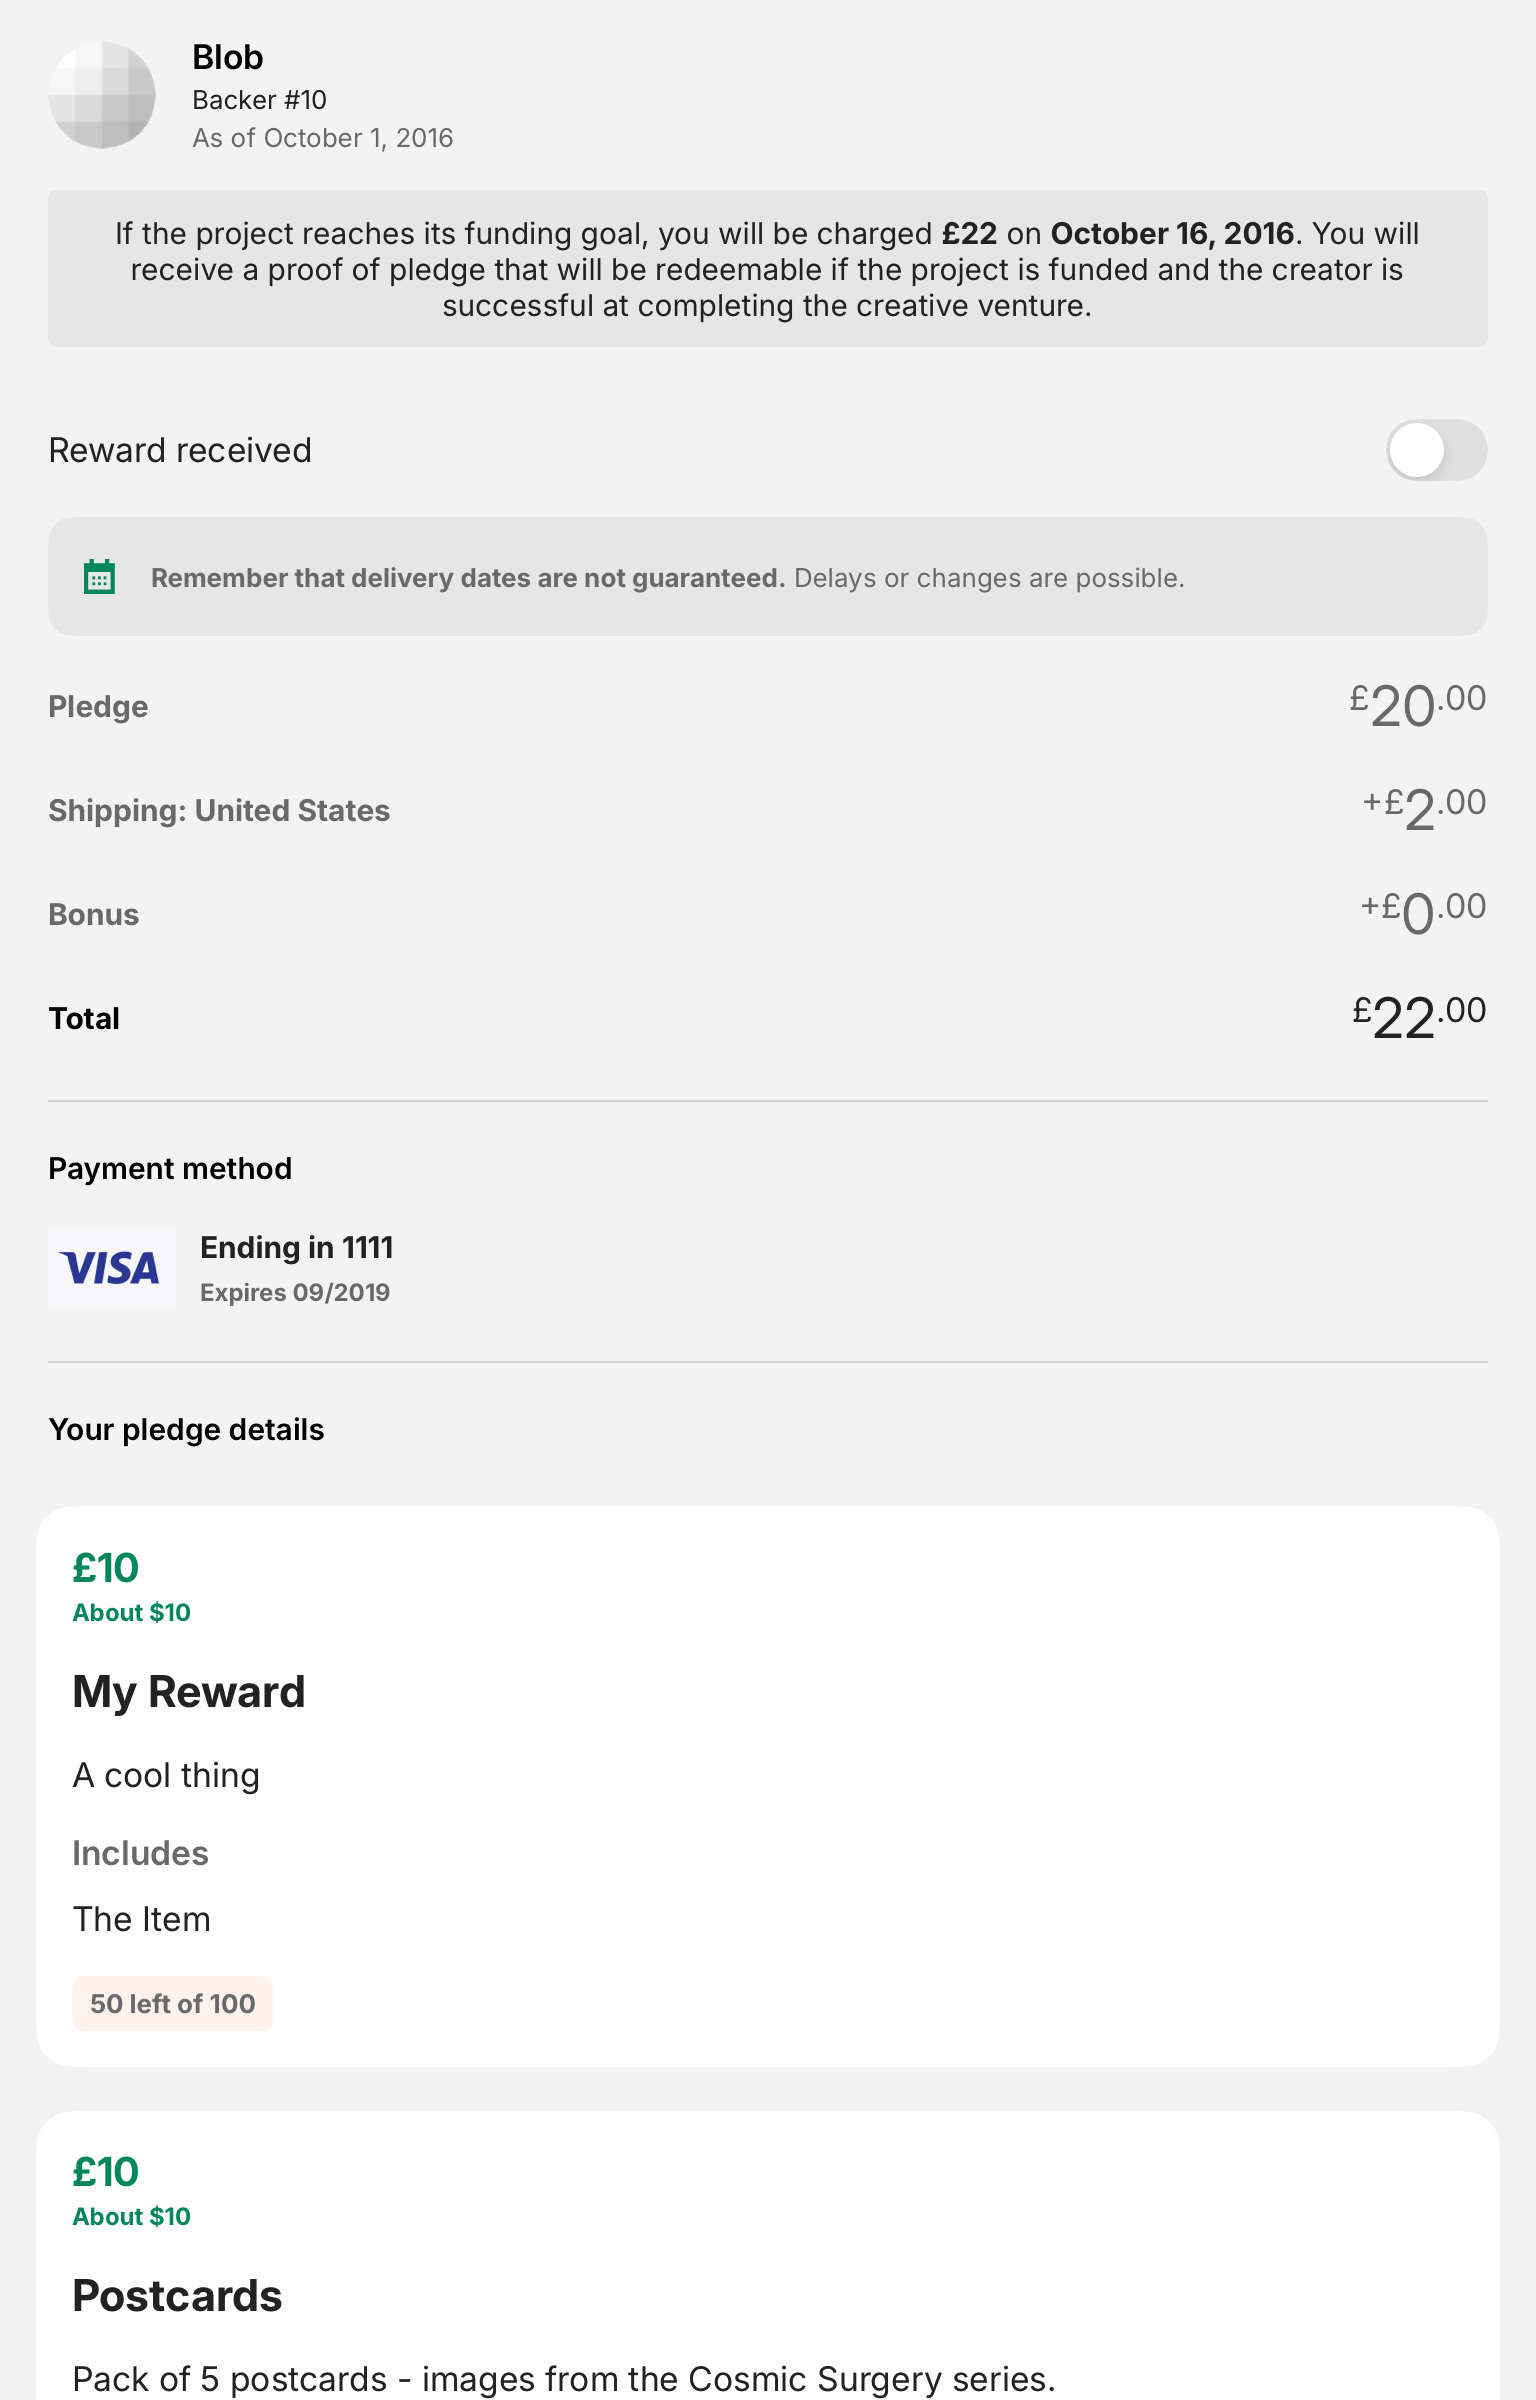 Blob
Backer #10
As of October 1, 2016
If the project reaches its funding goal, you will be charged £22 on October 16, 2016. You will
receive a proof of pledge that will be redeemable if the project is funded and the creator is
successful at completing the creative venture.
Reward received
Remember that delivery dates are not guaranteed. Delays or changes are possible.
Pledge £20.00
Shipping: United States +£2.00
Bonus +£0.00
Total £22.00
Payment method
VISA
Ending in 1111
Expires 09/2019
Your pledge details
£10
About $10
My Reward
A cool thing
Includes
The Item
50 left of 100
£10
About $10
Postcards
Pack of 5 postcards - images from the Cosmic Surgery series.